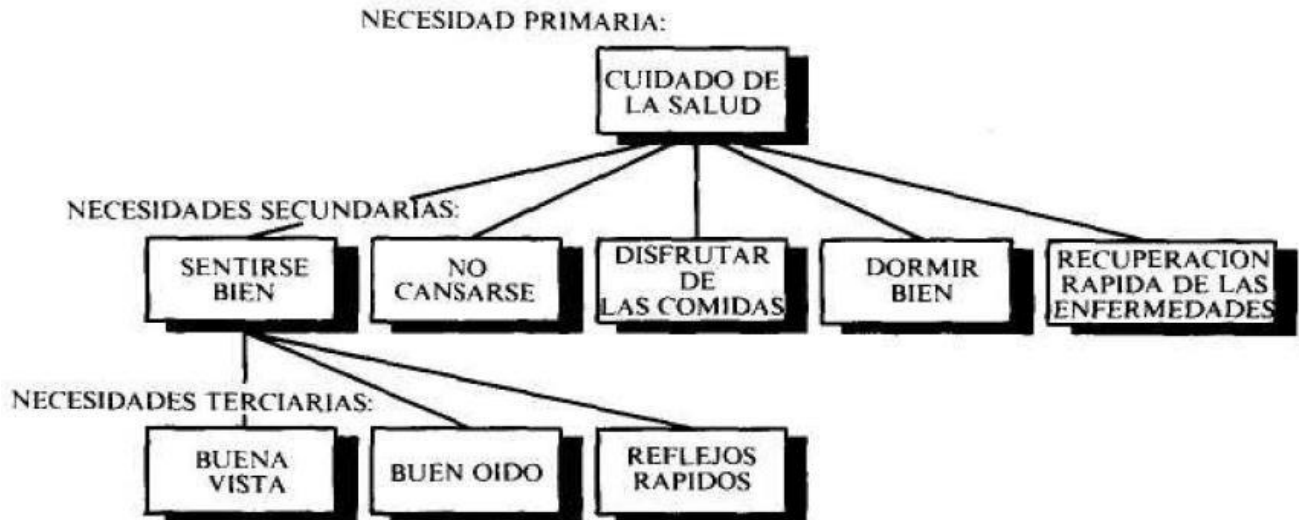 NECESIDAD PRIMARIA:
CUIDADO DE
LA SALUD
NECESIDADES SECUNDARIAS:
SENTIRSE
BIEN
NO
CANSARSE
DISFRUTAR
DE
LAS COMIDAS
DORMIR
BIEN
RECUPERACION
RAPIDA DE LAS
ENFERMEDADES
NECESIDADES TERCIARIAS:
BUENA
VISTA
BUEN OIDO
REFLEJOS
RAPIDOS